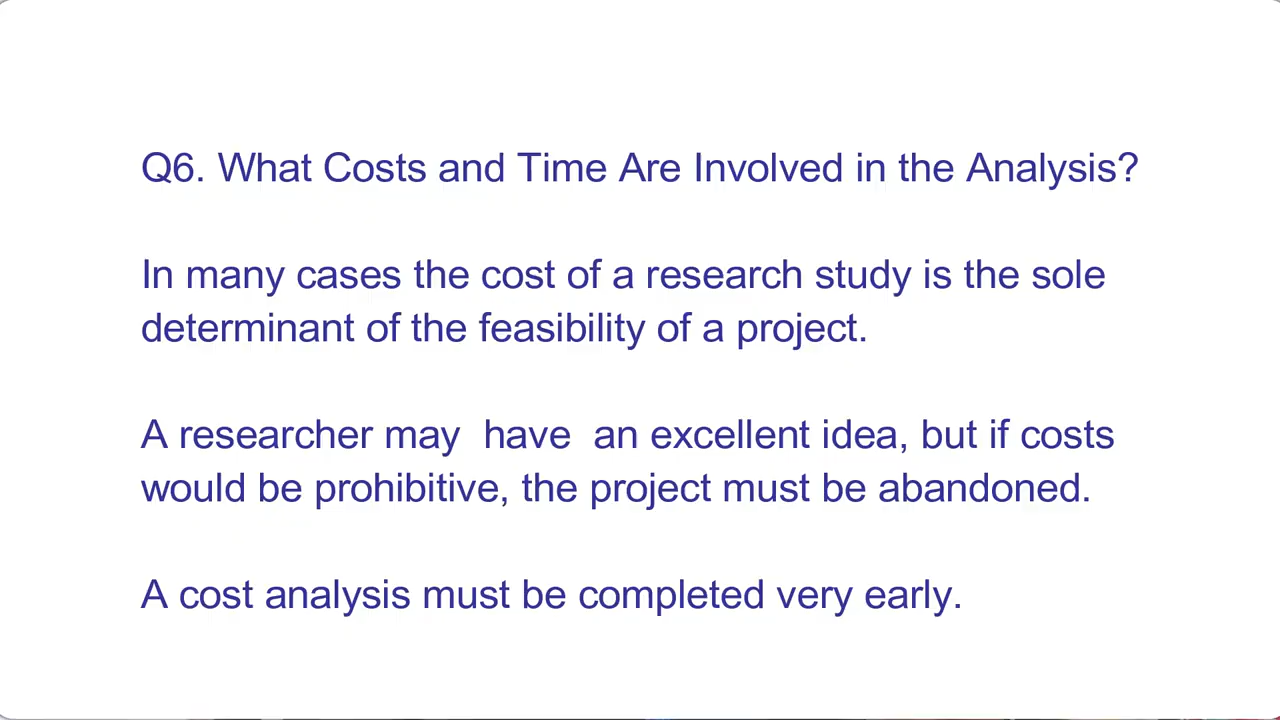 Q6. What Costs and Time Are Involved in the Analysis?
In many cases the cost of a research study is the sole
determinant of the feasibility of a project.
A researcher may  have  an excellent idea, but if costs
would be prohibitive, the project must be abandoned.
A cost analysis must be completed very early.